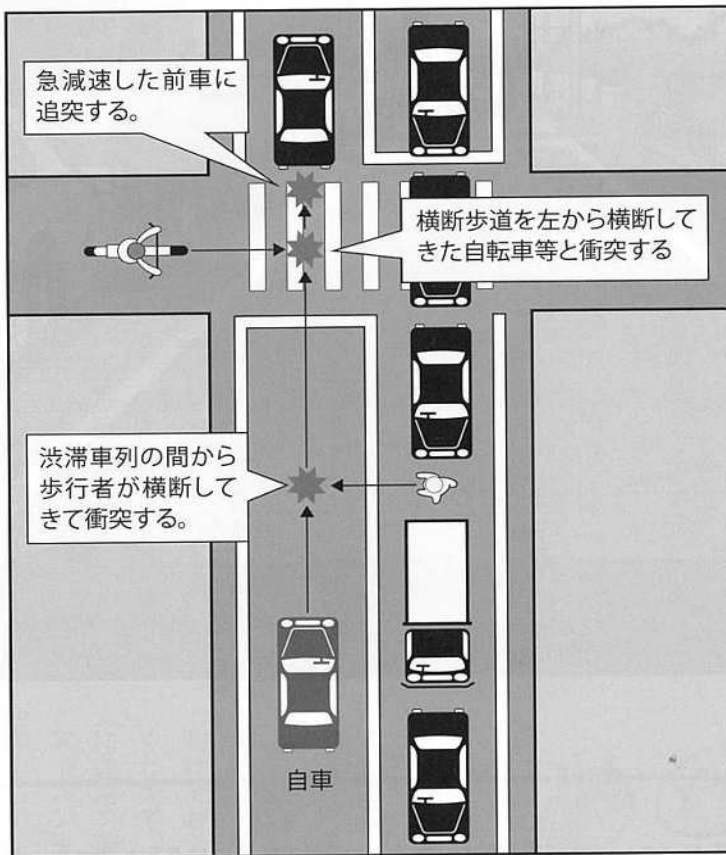 急減速した前車に
追突する。
横断歩道を左から横断して
きた自転車等と衝突する
渋滞車列の間から
歩行者が横断して
きて衝突する。
自車